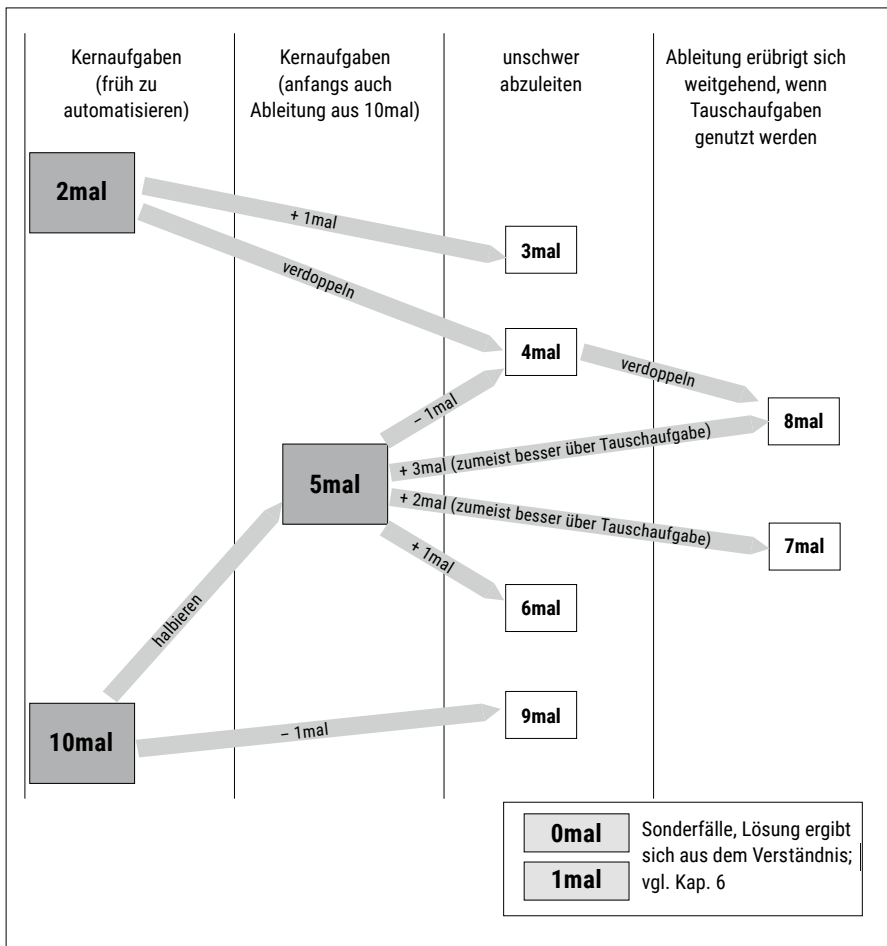 Kernaufgaben
(früh zu
automatisieren)
Kernaufgaben
(anfangs auch
Ableitung aus 10mal)
unschwer
abzuleiten
Ableitung erübrigt sich
weitgehend, wenn
Tauschaufgaben
genutzt werden
2mal
+ 1mal
3mal
verdoppeln
4mal
verdoppeln
8mal
– 1mal
5mal
+ 3mal (zumeist besser über Tauschaufgabe)
+ 2mal (zumeist besser über Tauschaufgabe)
7mal
+ 1mal
6mal
halbieren
10mal
– 1mal
9mal
0mal
1mal
Sonderfälle, Lösung ergibt
sich aus dem Verständnis;
vgl. Kap. 6